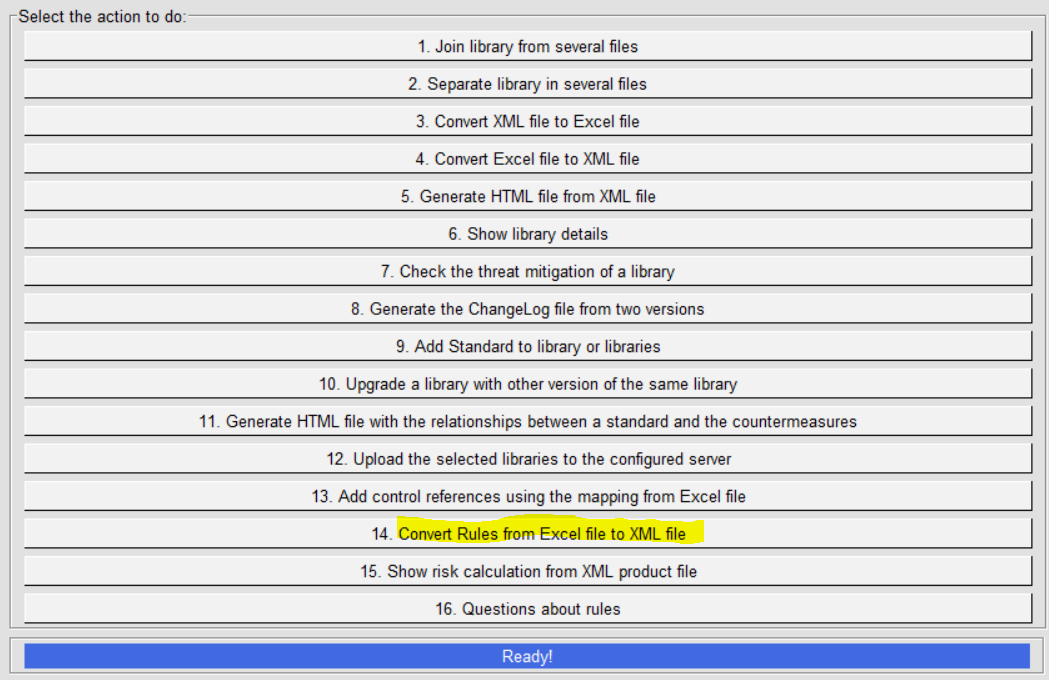 Select the action to do:
1. Join library from several files
2. Separate library in several files
3. Convert XML file to Excel file
4. Convert Excel file to XML file
5. Generate HTML file from XML file
6. Show library details
7. Check the threat mitigation of a library
8. Generate the ChangeLog file from two versions
9. Add Standard to library or libraries
10. Upgrade a library with other version of the same library
11. Generate HTML file with the relationships between a standard and the countermeasures
12. Upload the selected libraries to the configured server
13. Add control references using the mapping from Excel file
14. Convert Rules from Excel file to XML file
15. Show risk calculation from XML product file
16. Questions about rules
Ready!